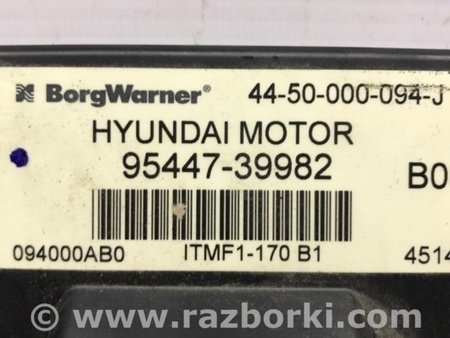 BorgWarner® 44-50-000-094-J
HYUNDAI MOTOR
95447-39982 B0
094000AB0 ITMF1-170 B1 4514
© www.razborki.com